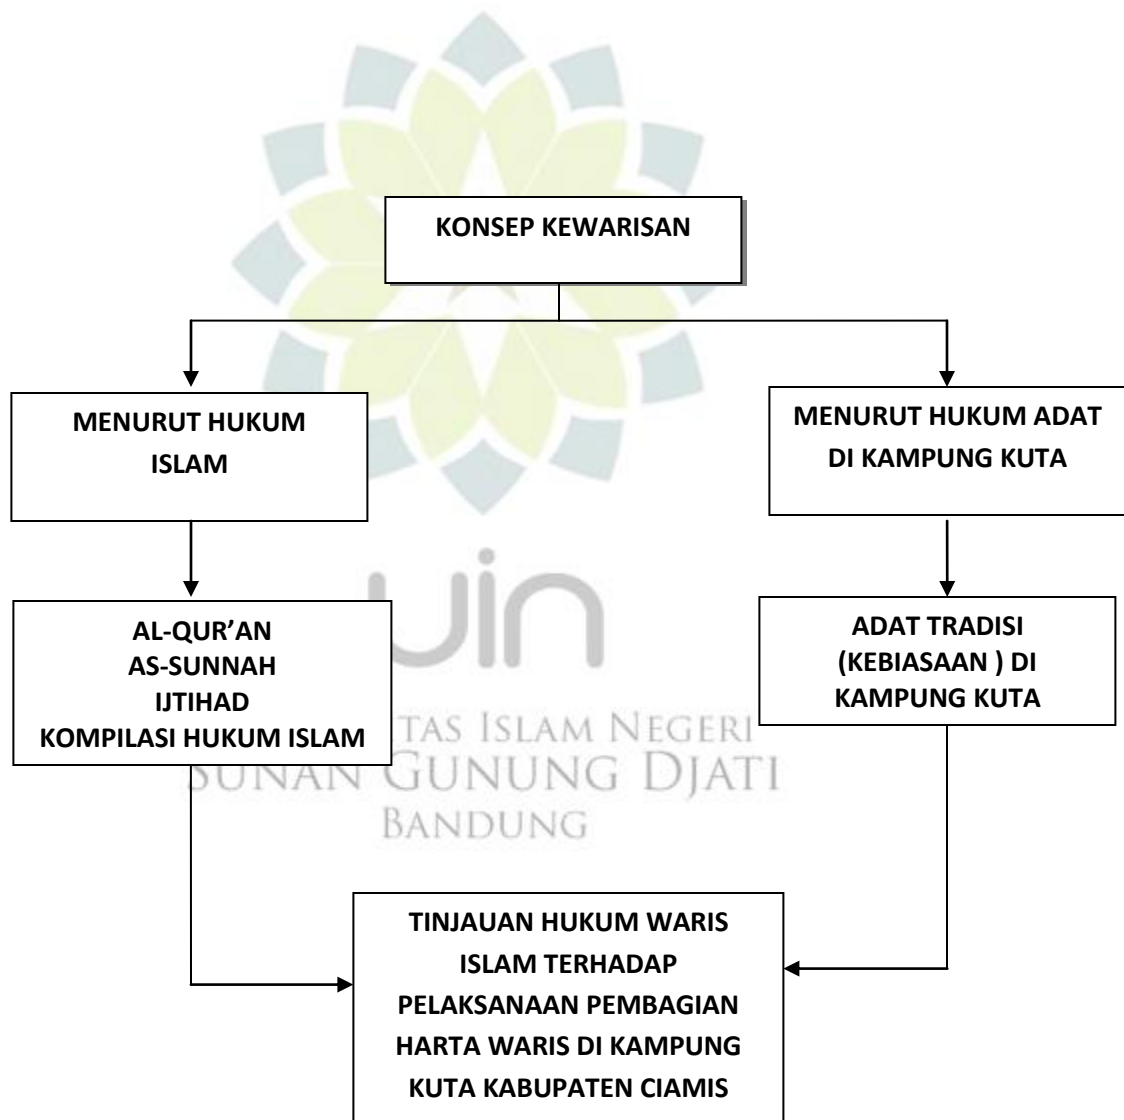 KONSEP KEWARISAN
MENURUT HUKUM
ISLAM
MENURUT HUKUM ADAT
DI KAMPUNG KUTA
AL-QUR’AN
AS-SUNNAH
IJTIHAD
KOMPILASI HUKUM ISLAM
ADAT TRADISI
(KEBIASAAN ) DI
KAMPUNG KUTA
uin
TAS ISLAM NEGERI
SUNAN GUNUNG DJATI
BANDUNG
TINJAUAN HUKUM WARIS
ISLAM TERHADAP
PELAKSANAAN PEMBAGIAN
HARTA WARIS DI KAMPUNG
KUTA KABUPATEN CIAMIS